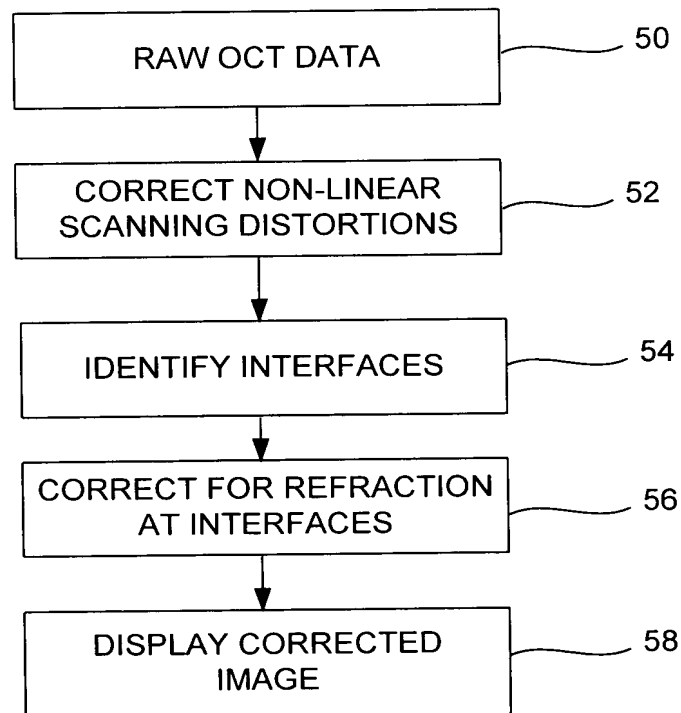 RAW OCT DATA
50
CORRECT NON-LINEAR
SCANNING DISTORTIONS
52
IDENTIFY INTERFACES
54
CORRECT FOR REFRACTION
AT INTERFACES
56
DISPLAY CORRECTED
IMAGE
58